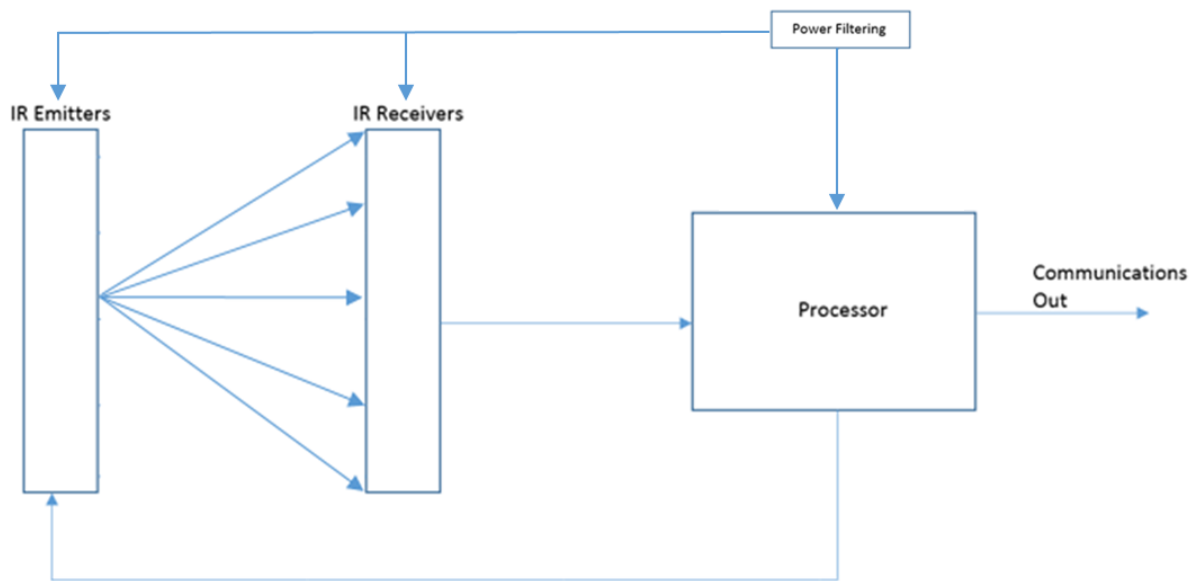 Power Filtering
IR Emitters
IR Receivers
Processor
Communications
Out